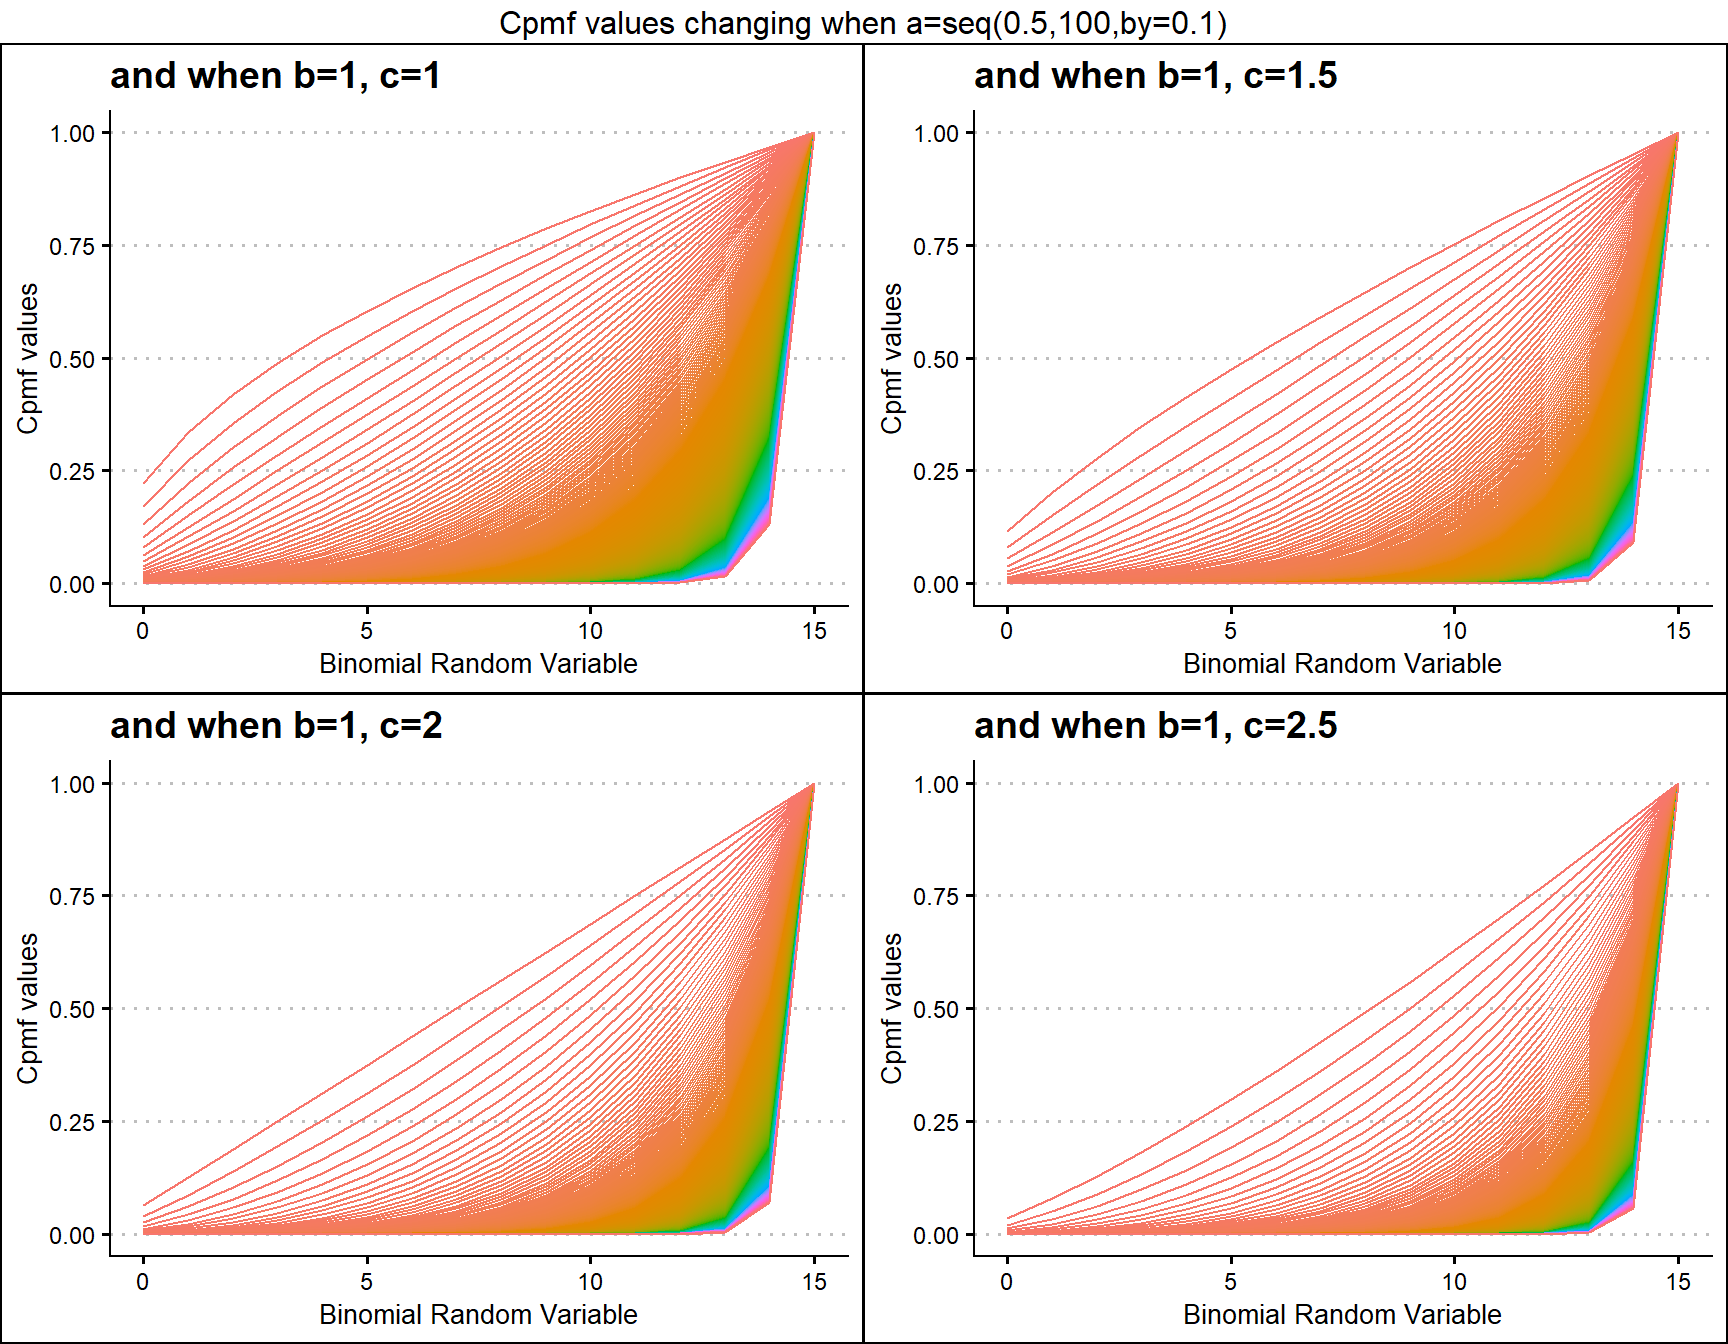 Cpmf values changing when a=seq(0.5,100,by=0.1)
and when b=1, c=1
1.00
0.75
0.50
0.25
0.00
Cpmf values
0 5 10 15
Binomial Random Variable
and when b=1, c=1.5
1.00
0.75
0.50
0.25
0.00
Cpmf values
0 5 10 15
Binomial Random Variable
and when b=1, c=2
1.00
0.75
0.50
0.25
0.00
Cpmf values
0 5 10 15
Binomial Random Variable
and when b=1, c=2.5
1.00
0.75
0.50
0.25
0.00
Cpmf values
0 5 10 15
Binomial Random Variable